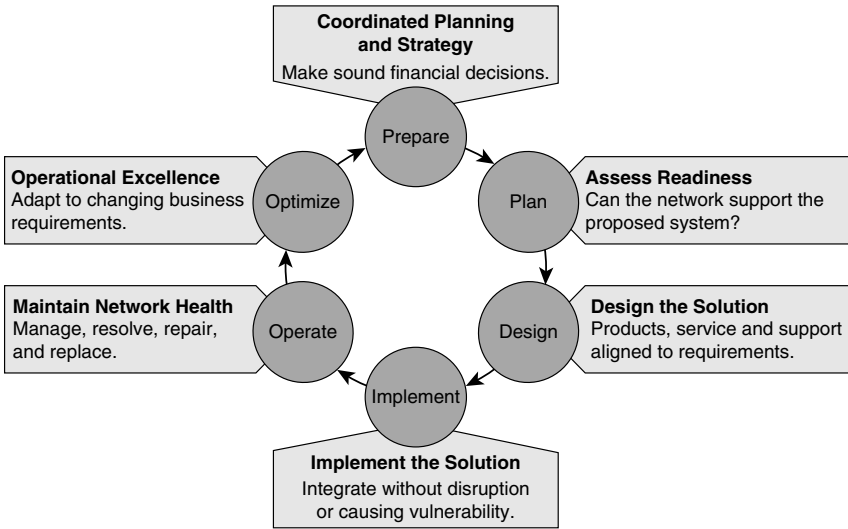 Coordinated Planning
and Strategy
Make sound financial decisions.
Prepare
Operational Excellence
Adapt to changing business
requirements.
Optimize
Plan
Assess Readiness
Can the network support the
proposed system?
Maintain Network Health
Manage, resolve, repair,
and replace.
Operate
Design
Design the Solution
Products, service and support
aligned to requirements.
Implement
Implement the Solution
Integrate without disruption
or causing vulnerability.